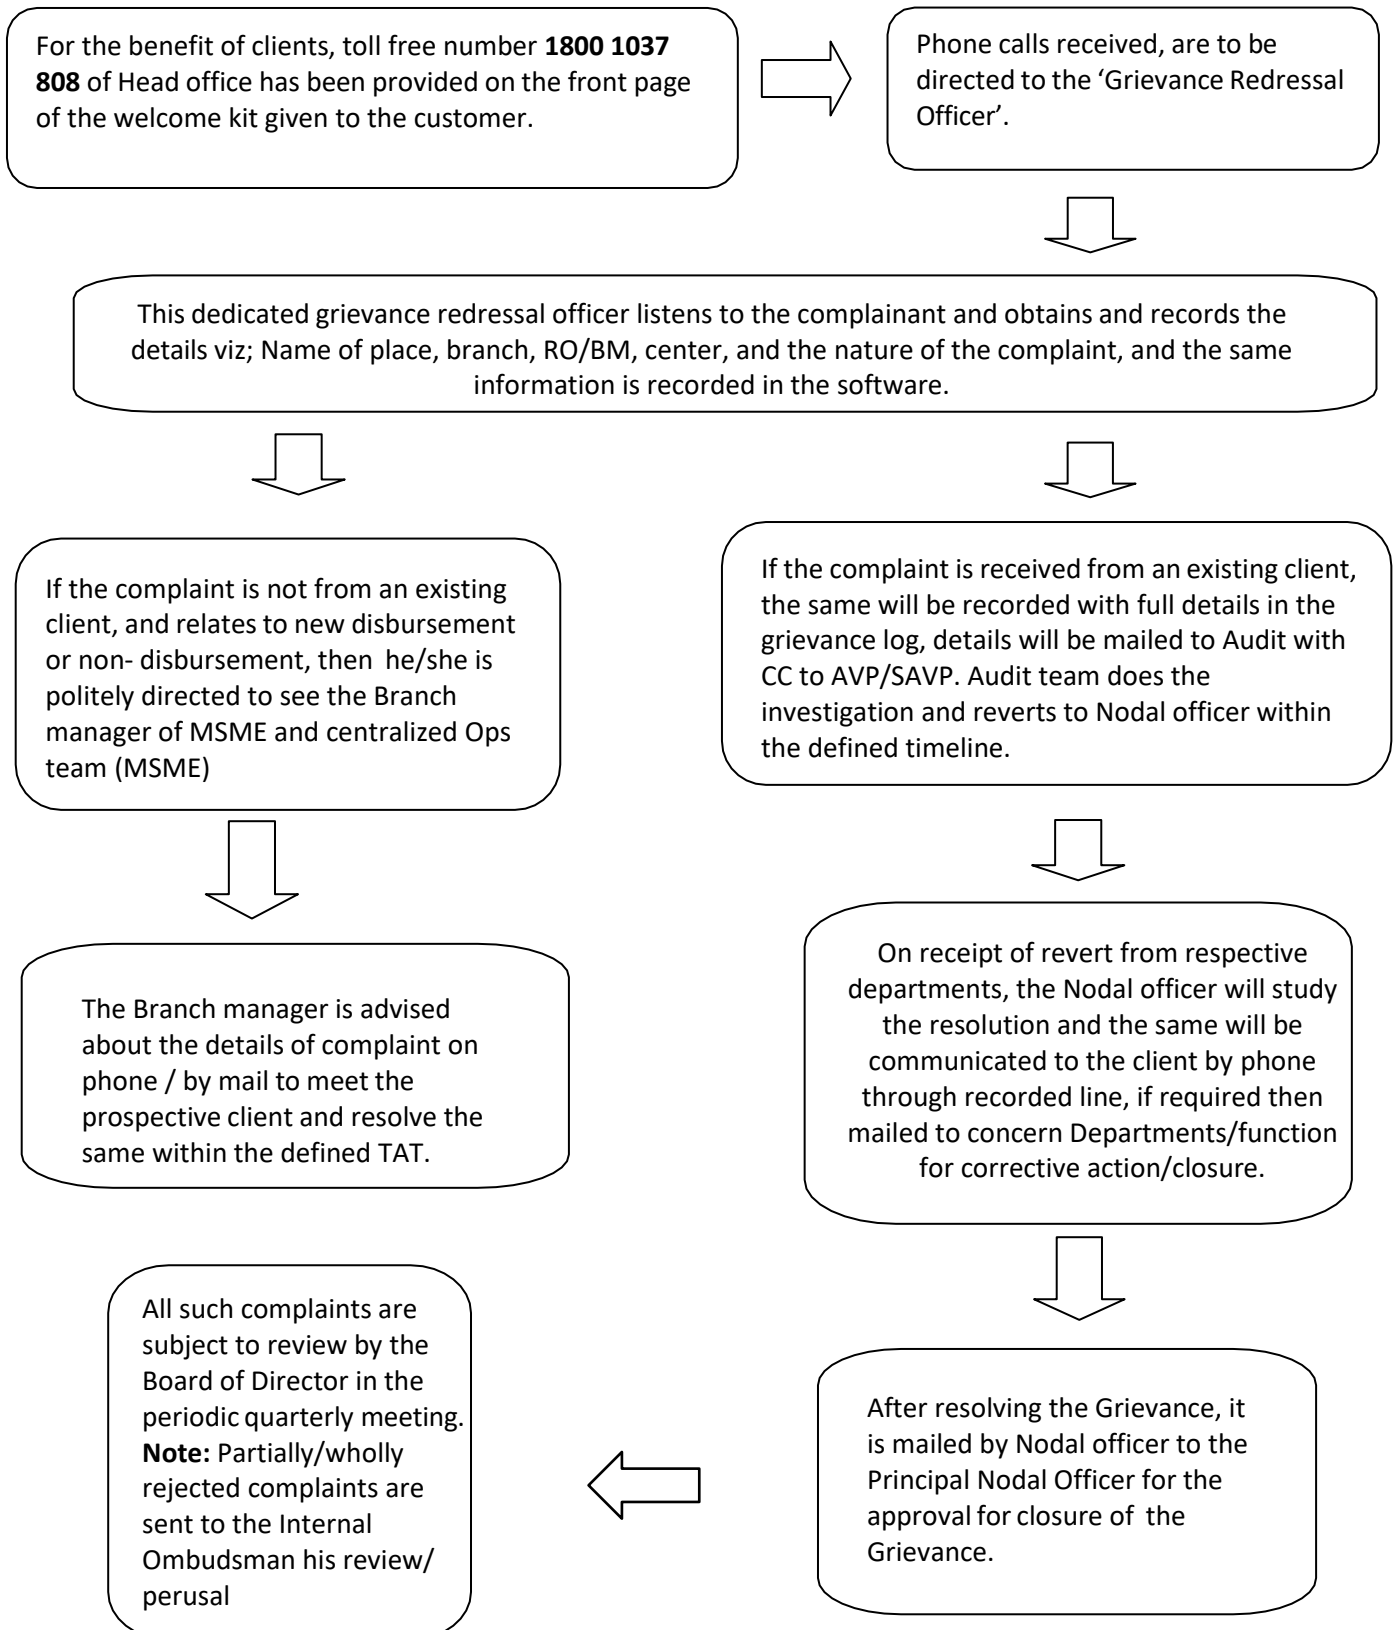 For the benefit of clients, toll free number 1800 1037
808 of Head office has been provided on the front page
of the welcome kit given to the customer.
Phone calls received, are to be
directed to the ‘Grievance Redressal
Officer’.
This dedicated grievance redressal officer listens to the complainant and obtains and records the
details viz; Name of place, branch, RO/BM, center, and the nature of the complaint, and the same
information is recorded in the software.
If the complaint is not from an existing
client, and relates to new disbursement
or non- disbursement, then he/she is
politely directed to see the Branch
manager of MSME and centralized Ops
team (MSME)
If the complaint is received from an existing client,
the same will be recorded with full details in the
grievance log, details will be mailed to Audit with
CC to AVP/SAVP. Audit team does the
investigation and reverts to Nodal officer within
the defined timeline.
The Branch manager is advised
about the details of complaint on
phone / by mail to meet the
prospective client and resolve the
same within the defined TAT.
On receipt of revert from respective
departments, the Nodal officer will study
the resolution and the same will be
communicated to the client by phone
through recorded line, if required then
mailed to concern Departments/function
for corrective action/closure.
All such complaints are
subject to review by the
Board of Director in the
periodic quarterly meeting.
Note: Partially/wholly
rejected complaints are
sent to the Internal
Ombudsman his review/
perusal
After resolving the Grievance, it
is mailed by Nodal officer to the
Principal Nodal Officer for the
approval for closure of the
Grievance.